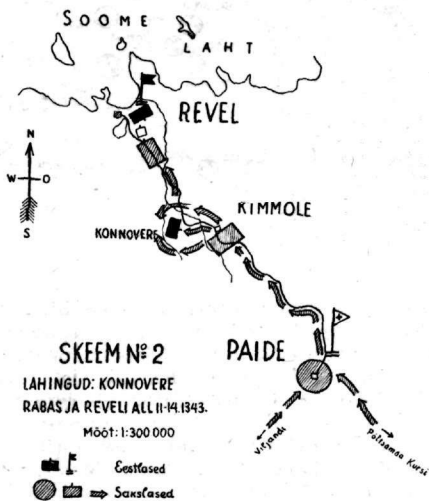 SOOME
LAHT
REVEL
N
W O
S
KIMMOLE
KONNOVERE
SKEEM № 2
PAIDE
LAHINGUD: KONNOVERE
RABAS JA REVELI ALL 11-14.1343.
Mõõt: 1:300 000
Viljandi
Põltsamaa Kursi
Eestlased
Sakslased